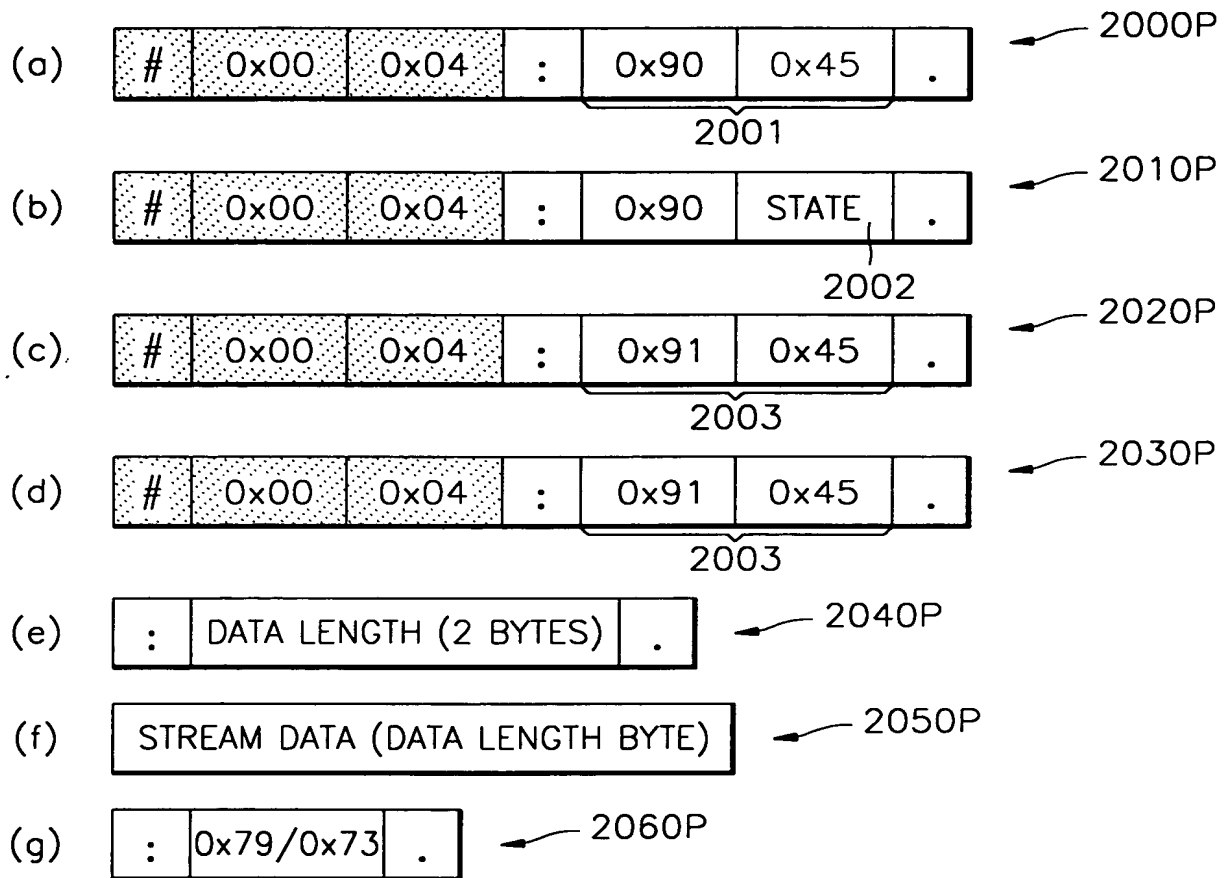 (a) # 0x00 0x04 : 0x90 0x45 . 2000P
2001
(b) # 0x00 0x04 : 0x90 STATE . 2010P
2002
(c) # 0x00 0x04 : 0x91 0x45 . 2020P
2003
(d) # 0x00 0x04 : 0x91 0x45 . 2030P
2003
(e) : DATA LENGTH (2 BYTES) . 2040P
(f) STREAM DATA (DATA LENGTH BYTE) 2050P
(g) : 0x79/0x73 . 2060P